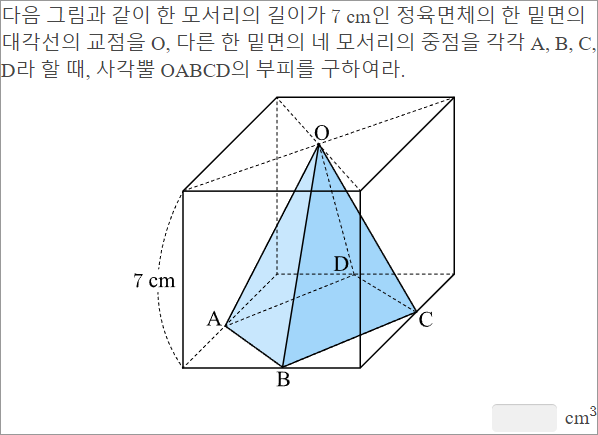 다음 그림과 같이 한 모서리의 길이가 7 cm인 정육면체의 한 밑면의
대각선의 교점을 O, 다른 한 밑면의 네 모서리의 중점을 각각 A, B, C,
D라 할 때, 사각뿔 OABCD의 부피를 구하여라.
O
D
7 cm
A
C
B
cm³